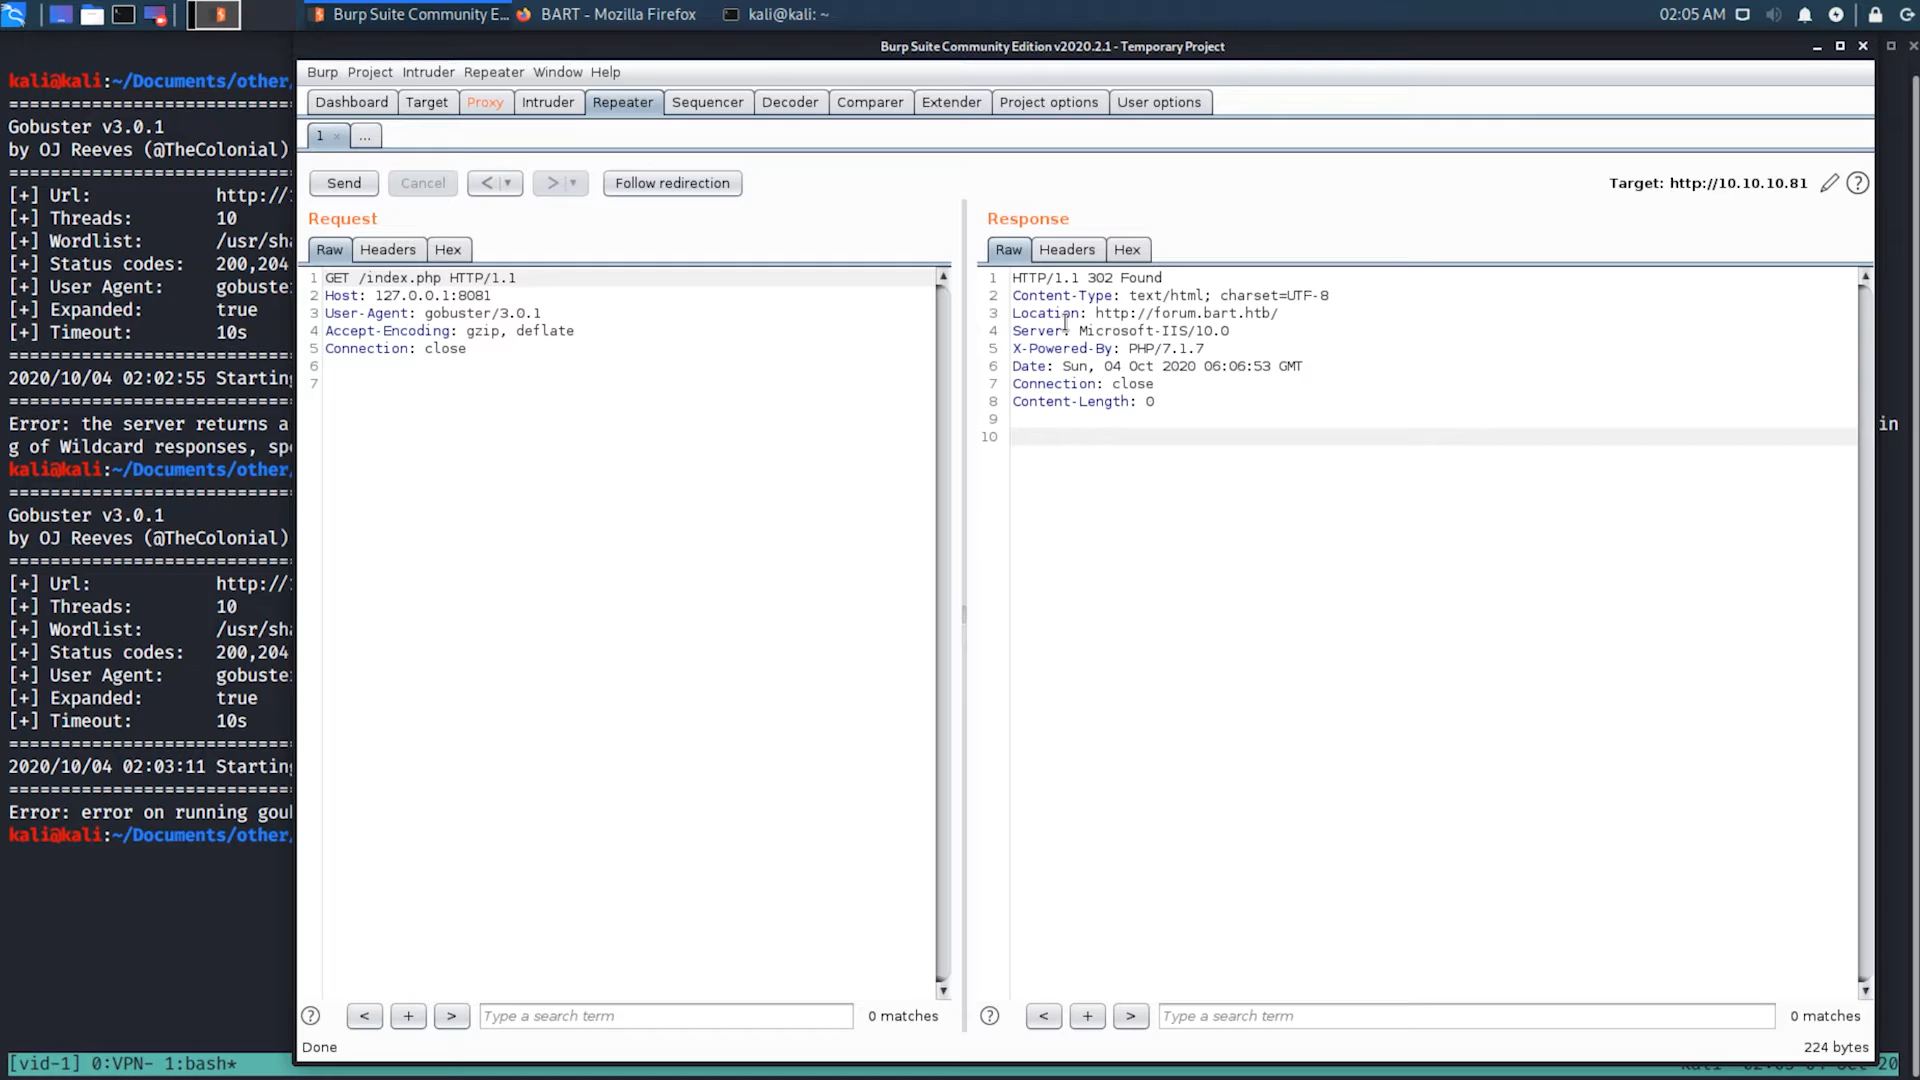 Burp Suite Community E... BART - Mozilla Firefox kali@kali: ~ 02:05 AM
Burp Suite Community Edition v2020.2.1 - Temporary Project
Burp Project Intruder Repeater Window Help
Dashboard Target Proxy Intruder Repeater Sequencer Decoder Comparer Extender Project options User options
1 × ...
Send Cancel < > Follow redirection Target: http://10.10.10.81 ?
Request
Raw Headers Hex
1 GET /index.php HTTP/1.1
2 Host: 127.0.0.1:8081
3 User-Agent: gobuster/3.0.1
4 Accept-Encoding: gzip, deflate
5 Connection: close
6
7
? < + > Type a search term 0 matches
Response
Raw Headers Hex
1 HTTP/1.1 302 Found
2 Content-Type: text/html; charset=UTF-8
3 Location: http://forum.bart.htb/
4 Server: Microsoft-IIS/10.0
5 X-Powered-By: PHP/7.1.7
6 Date: Sun, 04 Oct 2020 06:06:53 GMT
7 Connection: close
8 Content-Length: 0
9
10
? < + > Type a search term 0 matches
Done 224 bytes
kali@kali:~/Documents/other/
================================
Gobuster v3.0.1
by OJ Reeves (@TheColonial)
================================
[+] Url: http://
[+] Threads: 10
[+] Wordlist: /usr/sh
[+] Status codes: 200,204
[+] User Agent: gobuste
[+] Expanded: true
[+] Timeout: 10s
================================
2020/10/04 02:02:55 Starting
================================
Error: the server returns a in
g of Wildcard responses, spe
kali@kali:~/Documents/other/
================================
Gobuster v3.0.1
by OJ Reeves (@TheColonial)
================================
[+] Url: http://
[+] Threads: 10
[+] Wordlist: /usr/sh
[+] Status codes: 200,204
[+] User Agent: gobuste
[+] Expanded: true
[+] Timeout: 10s
================================
2020/10/04 02:03:11 Starting
================================
Error: error on running gou
kali@kali:~/Documents/other/
[vid-1] 0:VPN- 1:bash*